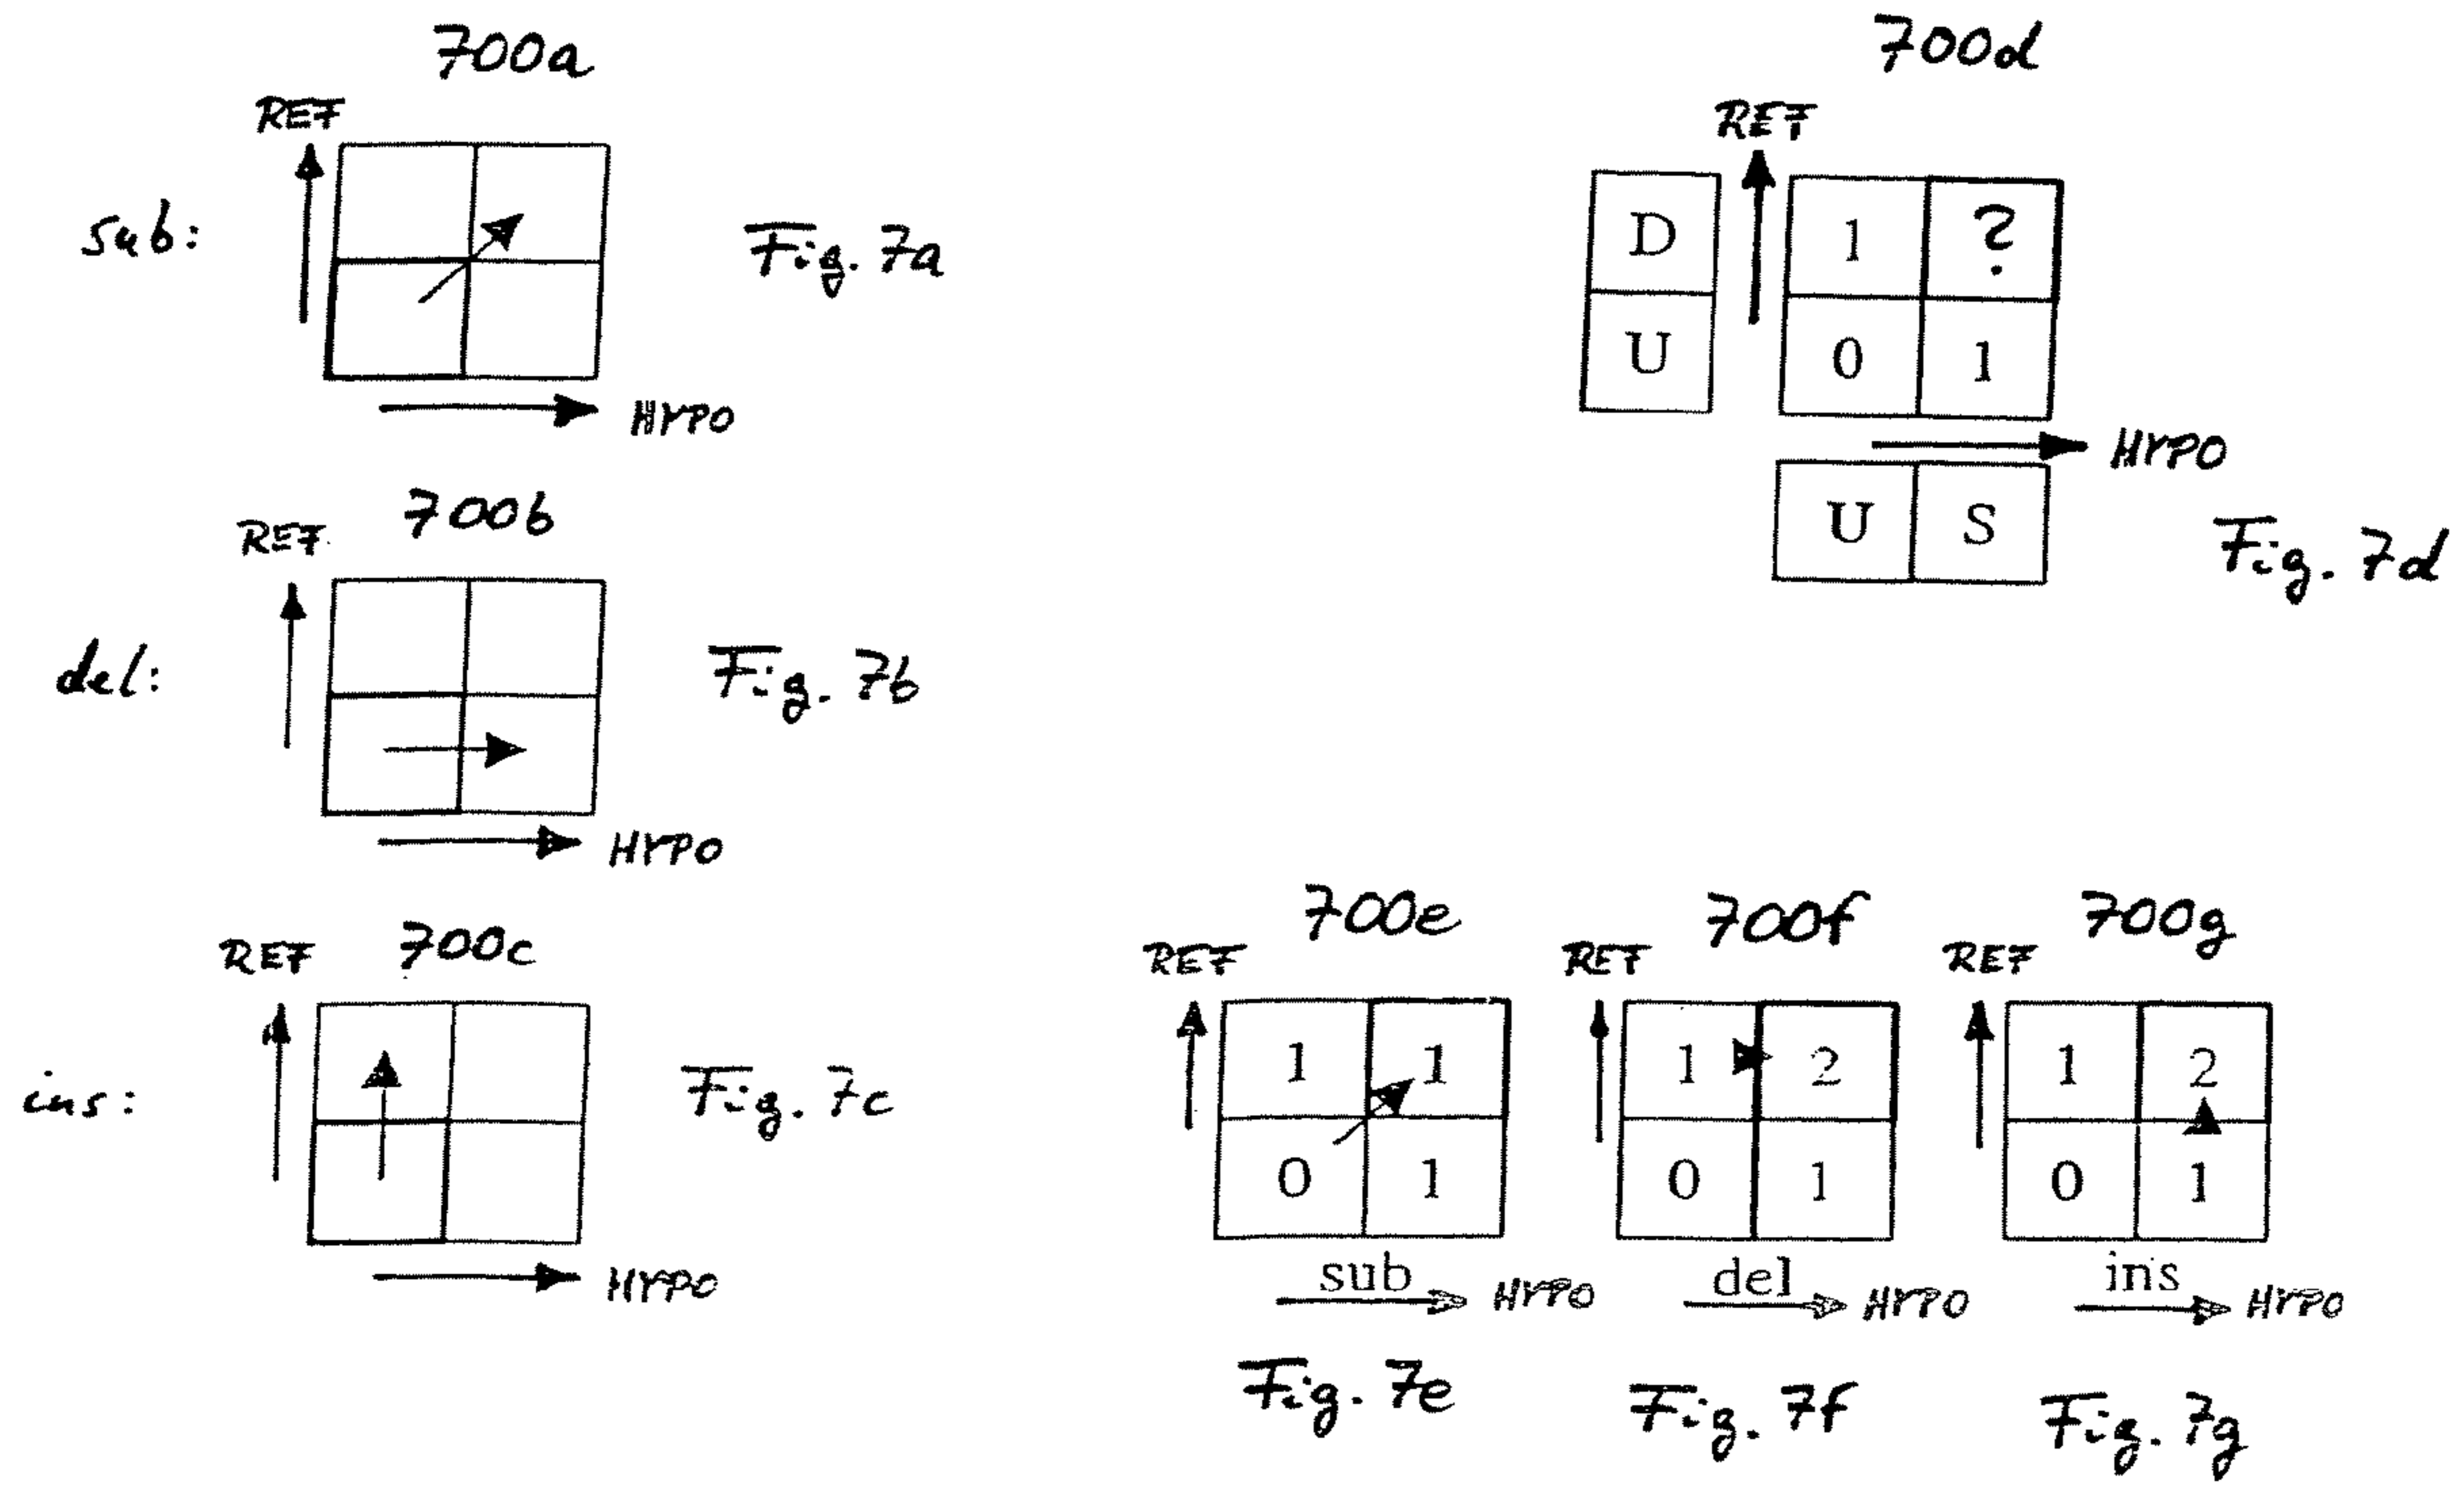 700a
REF
sub:
Fig. 7a
HYPO
700b
REF
del:
Fig. 7b
HYPO
700c
REF
ins:
Fig. 7c
HYPO
700d
REF
D
1 ?
U
0 1
HYPO
U S
Fig. 7d
700e
REF
1 1
0 1
sub
HYPO
Fig. 7e
700f
REF
1 2
0 1
del
HYPO
Fig. 7f
700g
REF
1 2
0 1
ins
HYPO
Fig. 7g